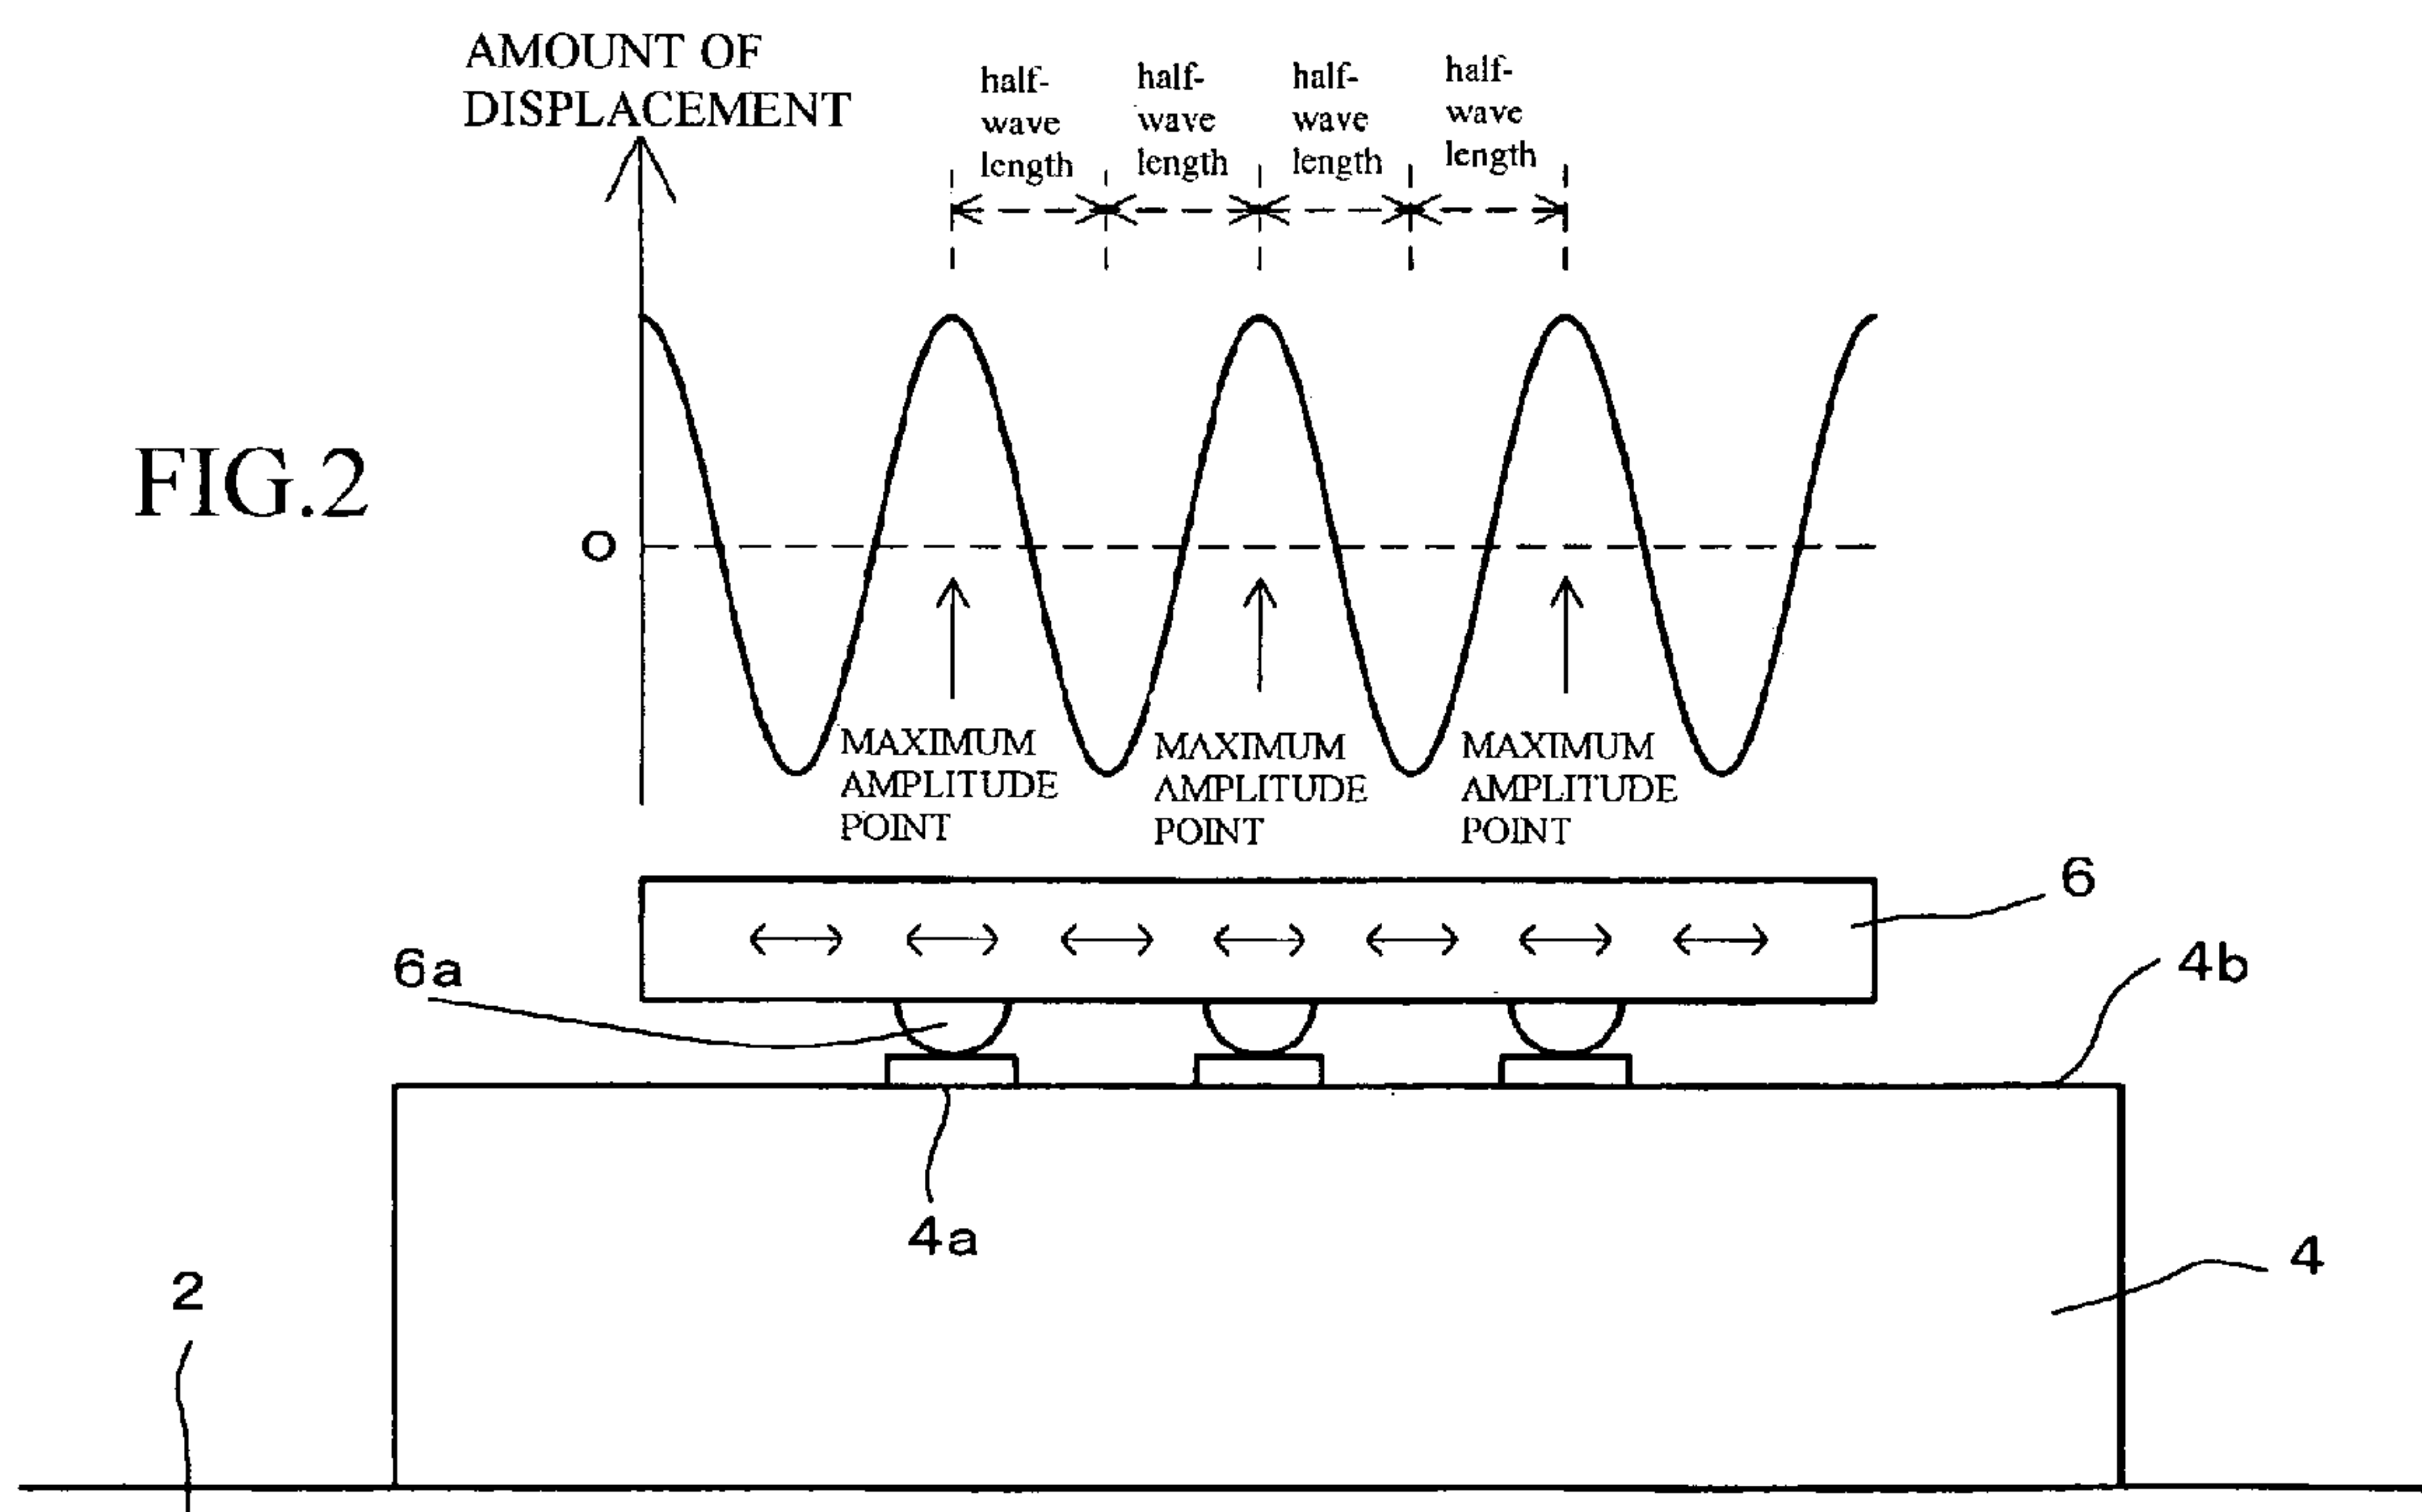 AMOUNT OF
DISPLACEMENT
half-
wave
length
half-
wave
length
half-
wave
length
half-
wave
length
FIG.2
O
MAXIMUM
AMPLITUDE
POINT
MAXIMUM
AMPLITUDE
POINT
MAXIMUM
AMPLITUDE
POINT
6
6a
4b
4a
4
2